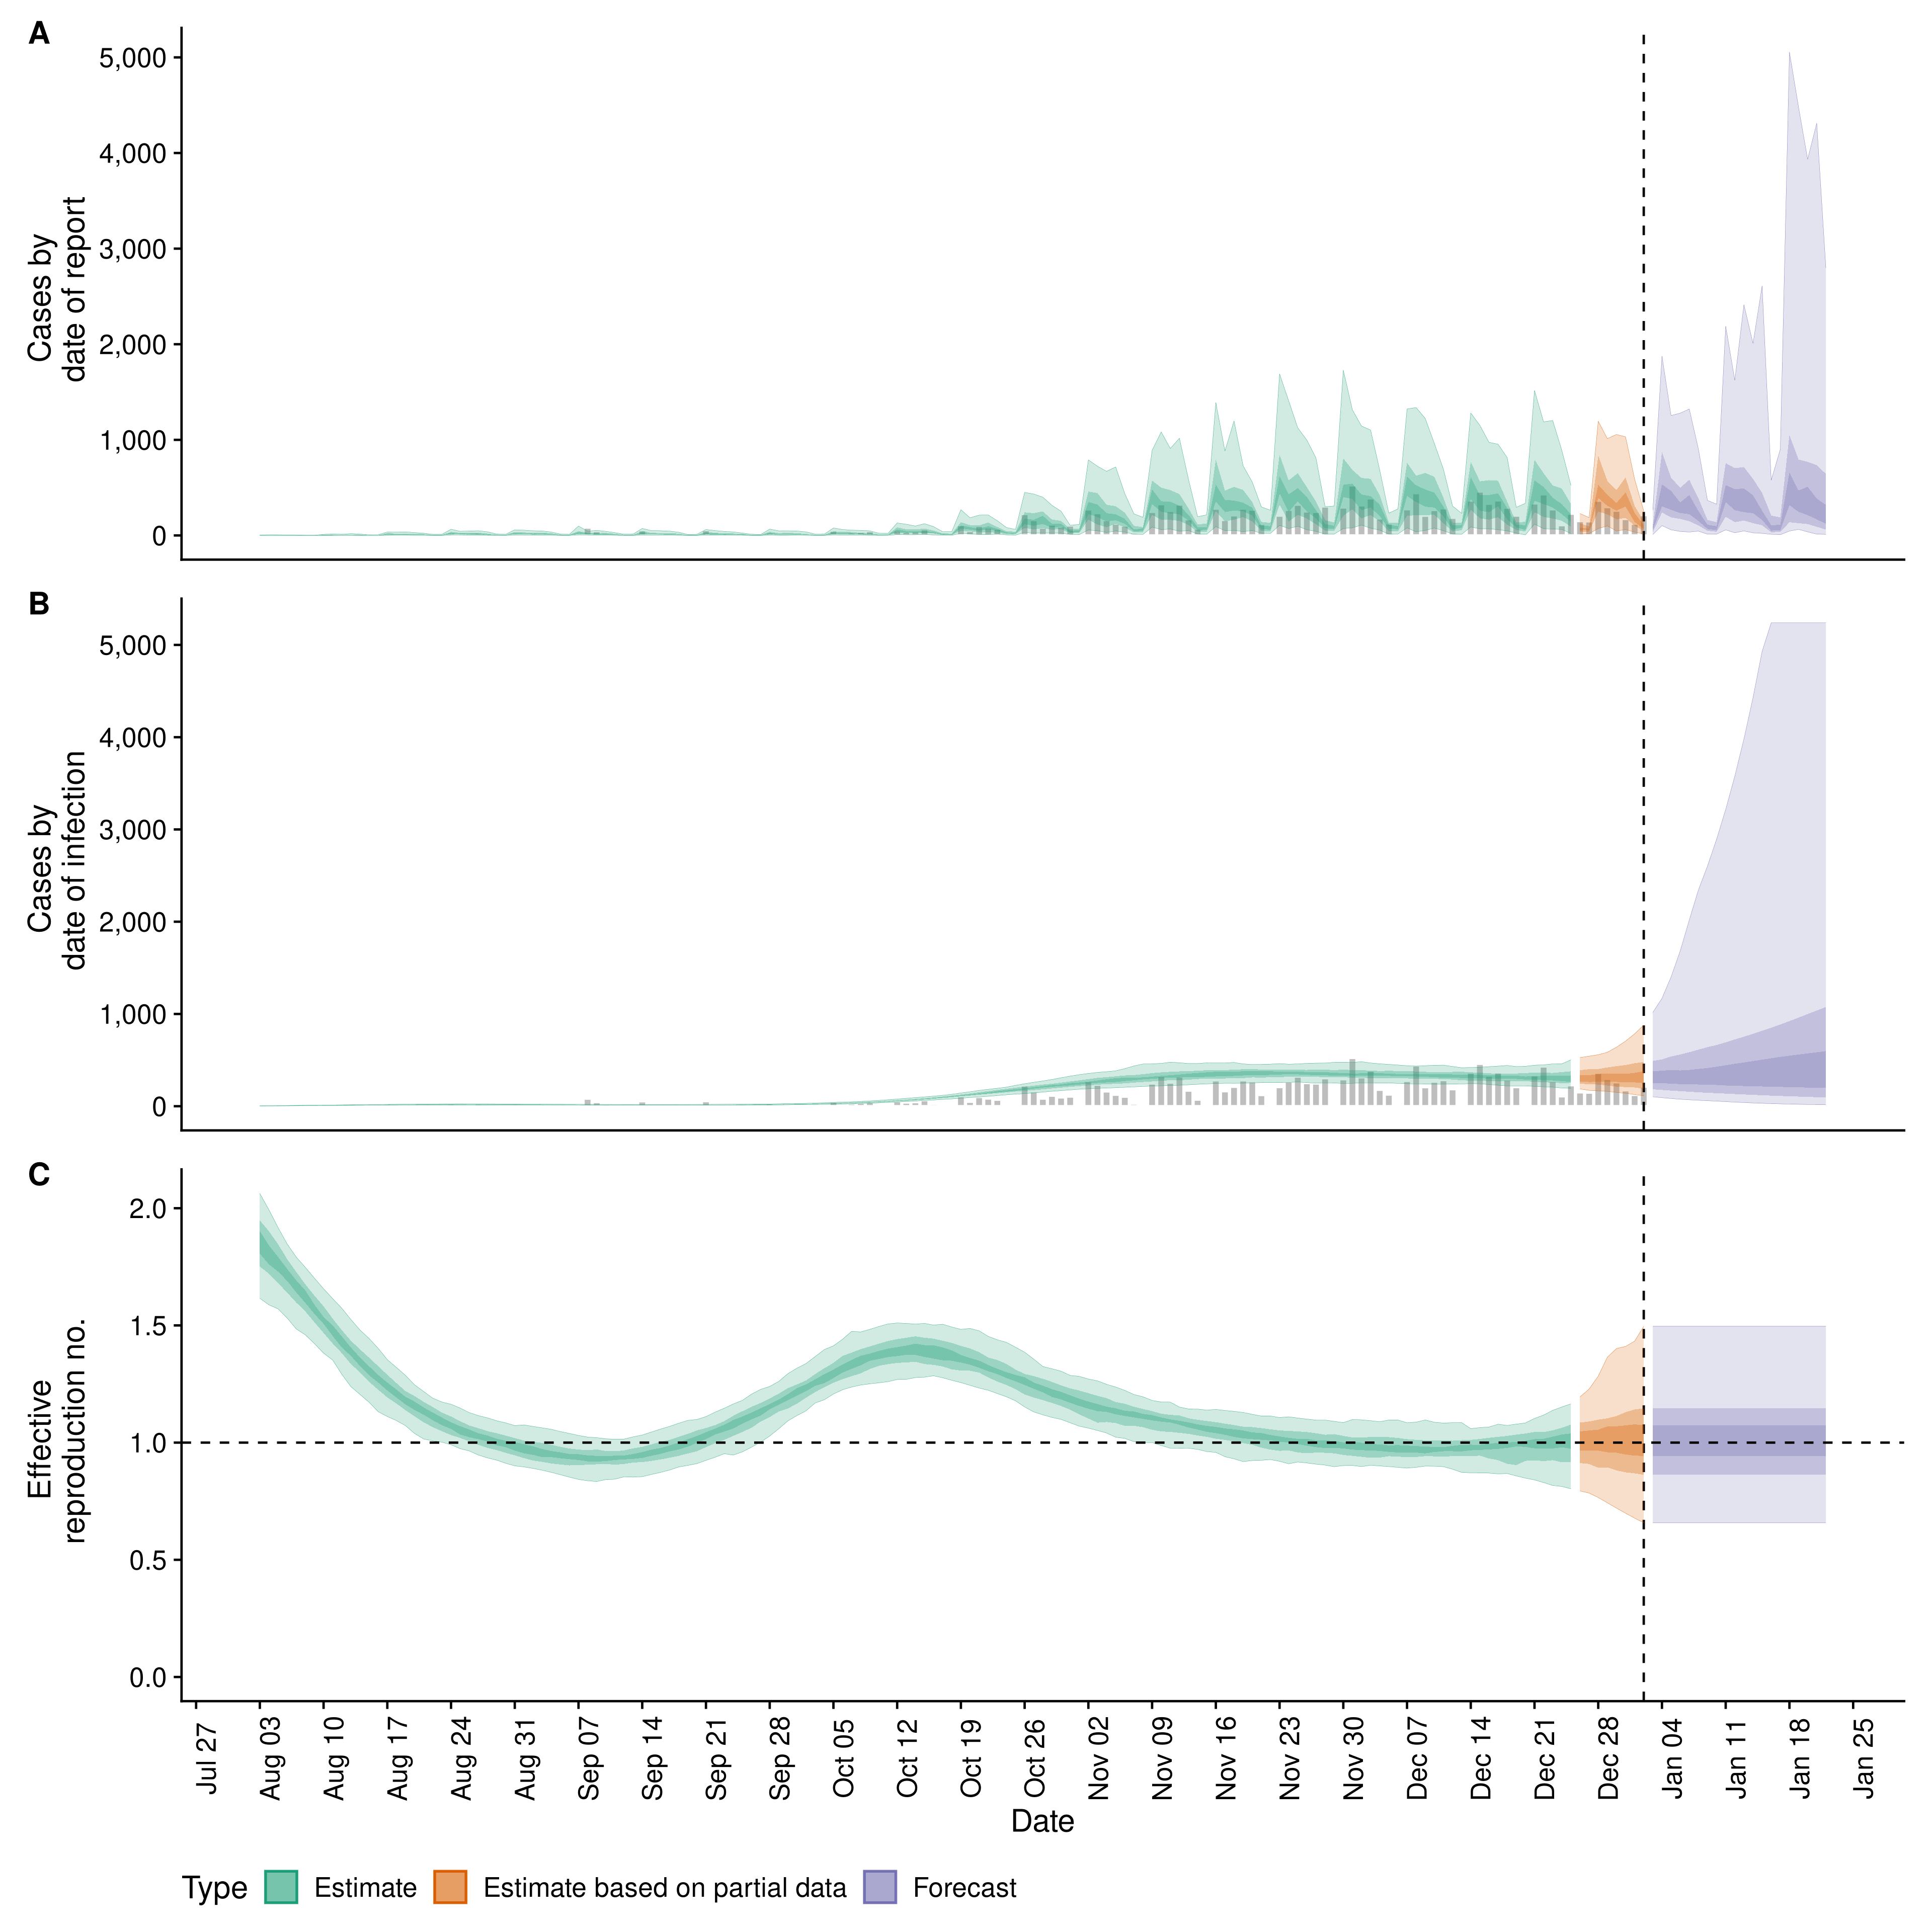 A
Cases by
date of report
5,000
4,000
3,000
2,000
1,000
0
B
Cases by
date of infection
5,000
4,000
3,000
2,000
1,000
0
C
Effective
reproduction no.
2.0
1.5
1.0
0.5
0.0
Jul 27
Aug 03
Aug 10
Aug 17
Aug 24
Aug 31
Sep 07
Sep 14
Sep 21
Sep 28
Oct 05
Oct 12
Oct 19
Oct 26
Nov 02
Nov 09
Nov 16
Nov 23
Nov 30
Dec 07
Dec 14
Dec 21
Dec 28
Jan 04
Jan 11
Jan 18
Jan 25
Date
Type Estimate Estimate based on partial data Forecast